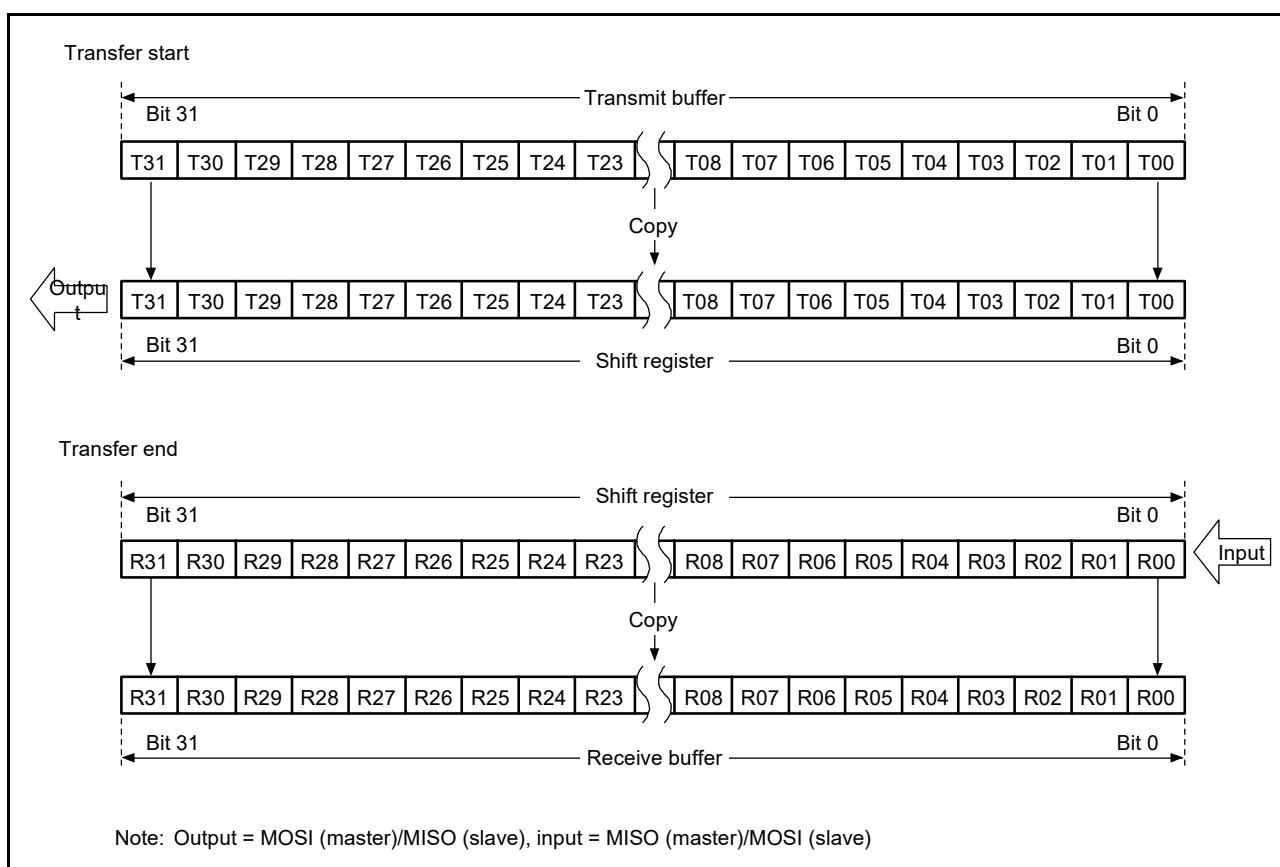 Transfer start
Transmit buffer
Bit 31 Bit 0
T31 T30 T29 T28 T27 T26 T25 T24 T23 T08 T07 T06 T05 T04 T03 T02 T01 T00
Copy
Outpu
t
T31 T30 T29 T28 T27 T26 T25 T24 T23 T08 T07 T06 T05 T04 T03 T02 T01 T00
Bit 31 Bit 0
Shift register
Transfer end
Shift register
Bit 31 Bit 0
R31 R30 R29 R28 R27 R26 R25 R24 R23 R08 R07 R06 R05 R04 R03 R02 R01 R00
Input
Copy
R31 R30 R29 R28 R27 R26 R25 R24 R23 R08 R07 R06 R05 R04 R03 R02 R01 R00
Bit 31 Bit 0
Receive buffer
Note: Output = MOSI (master)/MISO (slave), input = MISO (master)/MOSI (slave)